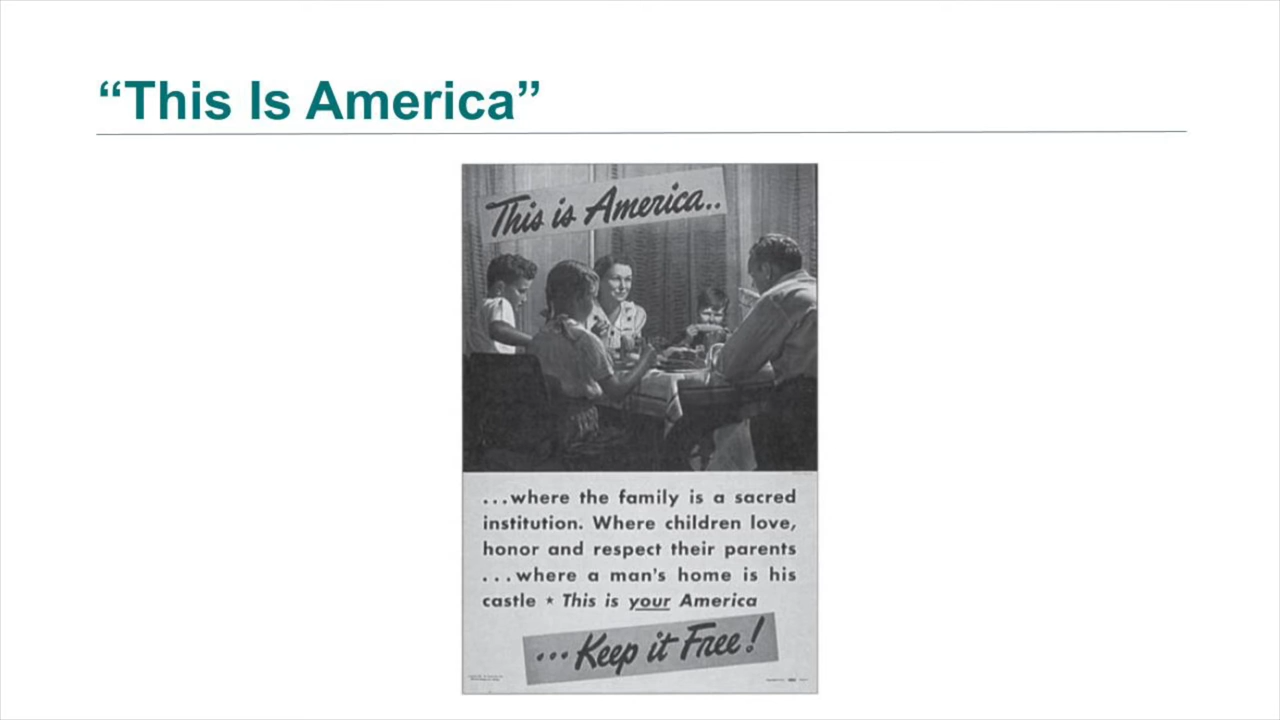 “This Is America”
This is America..
...where the family is a sacred
institution. Where children love,
honor and respect their parents
...where a man's home is his
castle ★ This is your America
...Keep it Free!